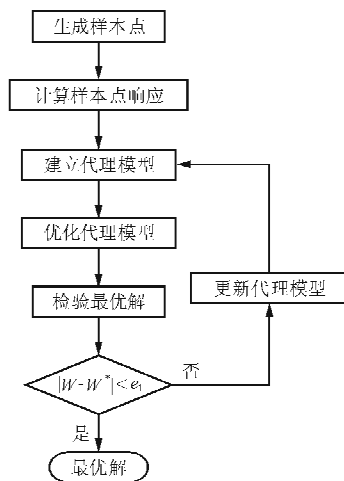 生成样本点
计算样本点响应
建立代理模型
优化代理模型
检验最优解
更新代理模型
|W-W*|<e₁
否
是
最优解